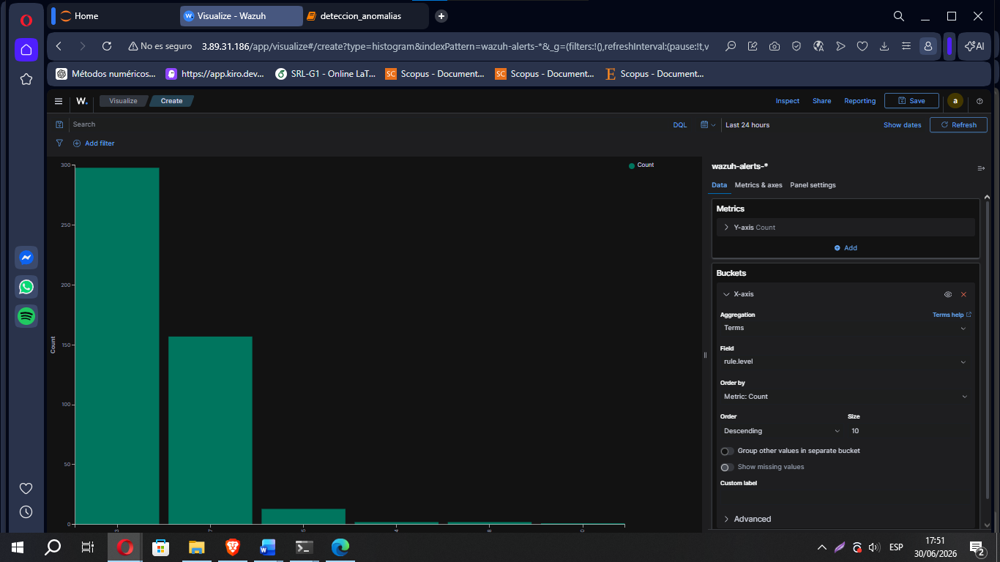 Home
Visualize - Wazuh
deteccion_anomalias
No es seguro 3.89.31.186/app/visualize#/create?type=histogram&indexPattern=wazuh-alerts-*&_g=(filters:!(),refreshInterval:(pause:!t,v
AI
Métodos numéricos...
https://app.kiro.dev...
SRL-G1 - Online LaT...
SC Scopus - Document...
SC Scopus - Document...
E Scopus - Document...
W.
Visualize
Create
Inspect
Share
Reporting
Save
a
Search
DQL
Last 24 hours
Show dates
Refresh
Add filter
Count
300
250
200
150
100
50
0
Count
3
7
5
4
8
0
wazuh-alerts-*
Data
Metrics & axes
Panel settings
Metrics
Y-axis Count
Add
Buckets
X-axis
Aggregation
Terms help
Terms
Field
rule.level
Order by
Metric: Count
Order
Size
Descending
10
Group other values in separate bucket
Show missing values
Custom label
Advanced
ESP
17:51
30/06/2026
2